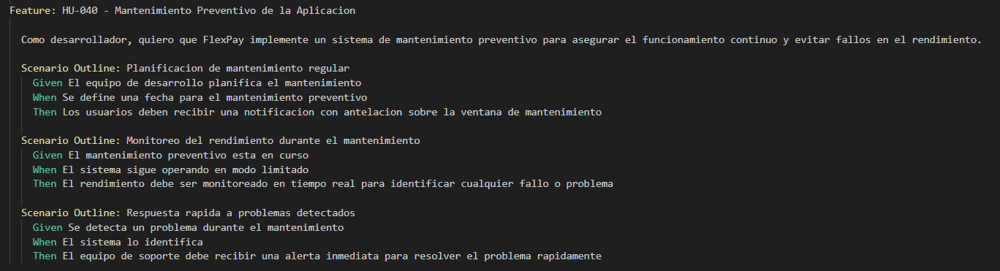 Feature: HU-040 - Mantenimiento Preventivo de la Aplicacion
Como desarrollador, quiero que FlexPay implemente un sistema de mantenimiento preventivo para asegurar el funcionamiento continuo y evitar fallos en el rendimiento.
Scenario Outline: Planificacion de mantenimiento regular
Given El equipo de desarrollo planifica el mantenimiento
When Se define una fecha para el mantenimiento preventivo
Then Los usuarios deben recibir una notificacion con antelacion sobre la ventana de mantenimiento
Scenario Outline: Monitoreo del rendimiento durante el mantenimiento
Given El mantenimiento preventivo esta en curso
When El sistema sigue operando en modo limitado
Then El rendimiento debe ser monitoreado en tiempo real para identificar cualquier fallo o problema
Scenario Outline: Respuesta rapida a problemas detectados
Given Se detecta un problema durante el mantenimiento
When El sistema lo identifica
Then El equipo de soporte debe recibir una alerta inmediata para resolver el problema rapidamente